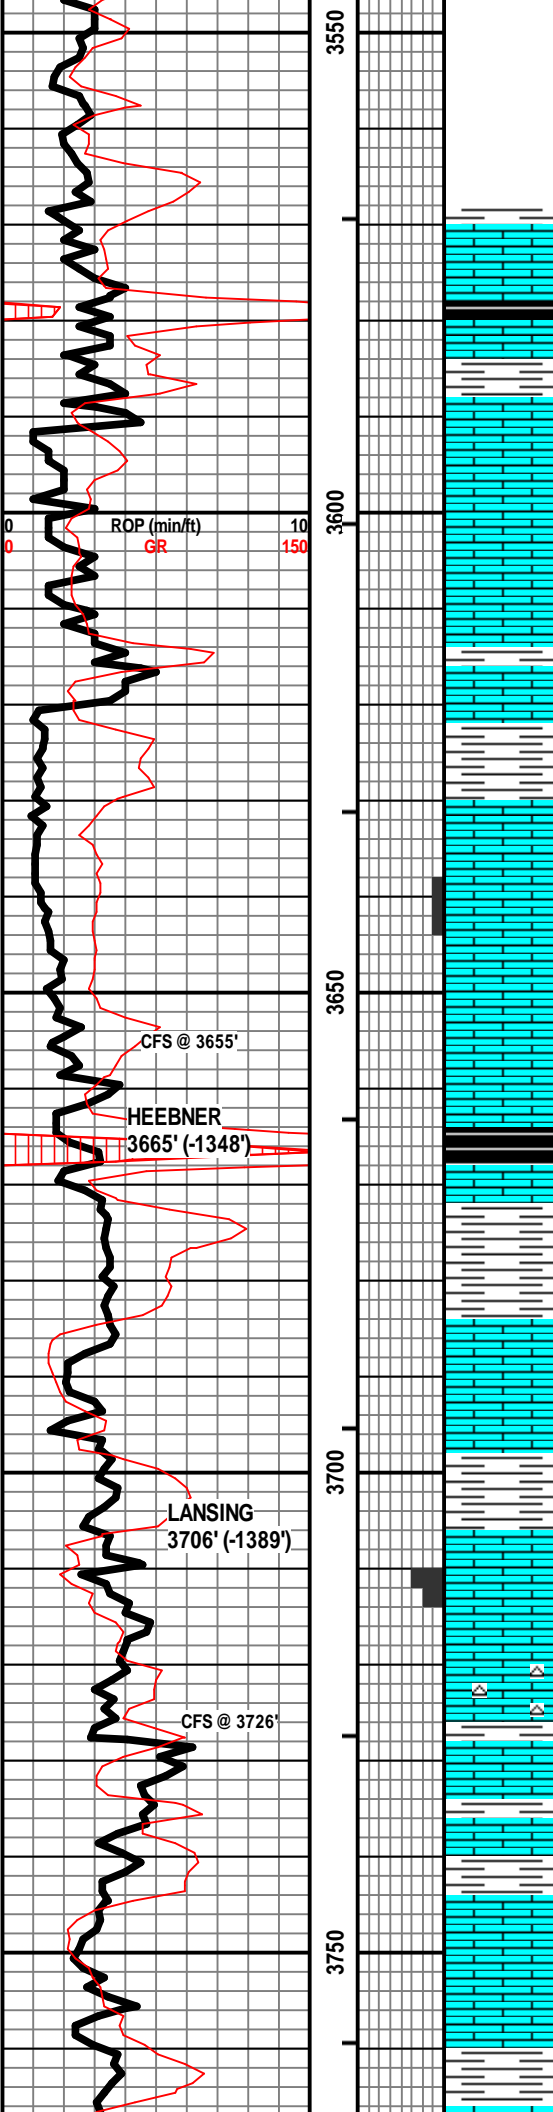 3550
3600
0 ROP (min/ft) 10
0 GR 150
3650
CFS @ 3655'
HEEBNER
3665' (-1348')
3700
LANSING
3706' (-1389')
CFS @ 3726'
3750